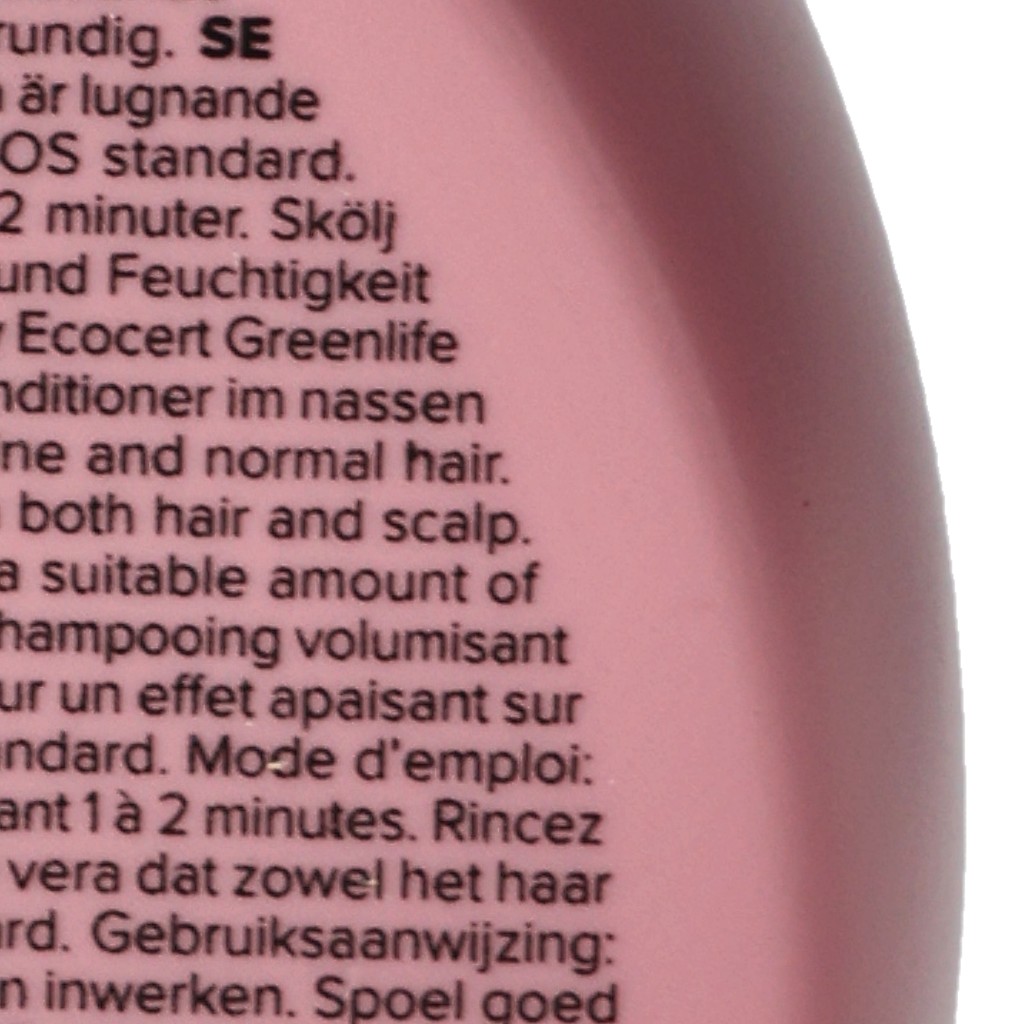 rundig. SE
är lugnande
OS standard.
2 minuter. Skölj
und Feuchtigkeit
Ecocert Greenlife
nditioner im nassen
ne and normal hair.
both hair and scalp.
a suitable amount of
hampooing volumisant
ur un effet apaisant sur
ndard. Mode d'emploi:
ant 1 à 2 minutes. Rincez
vera dat zowel het haar
ard. Gebruiksaanwijzing:
n inwerken. Spoel goed